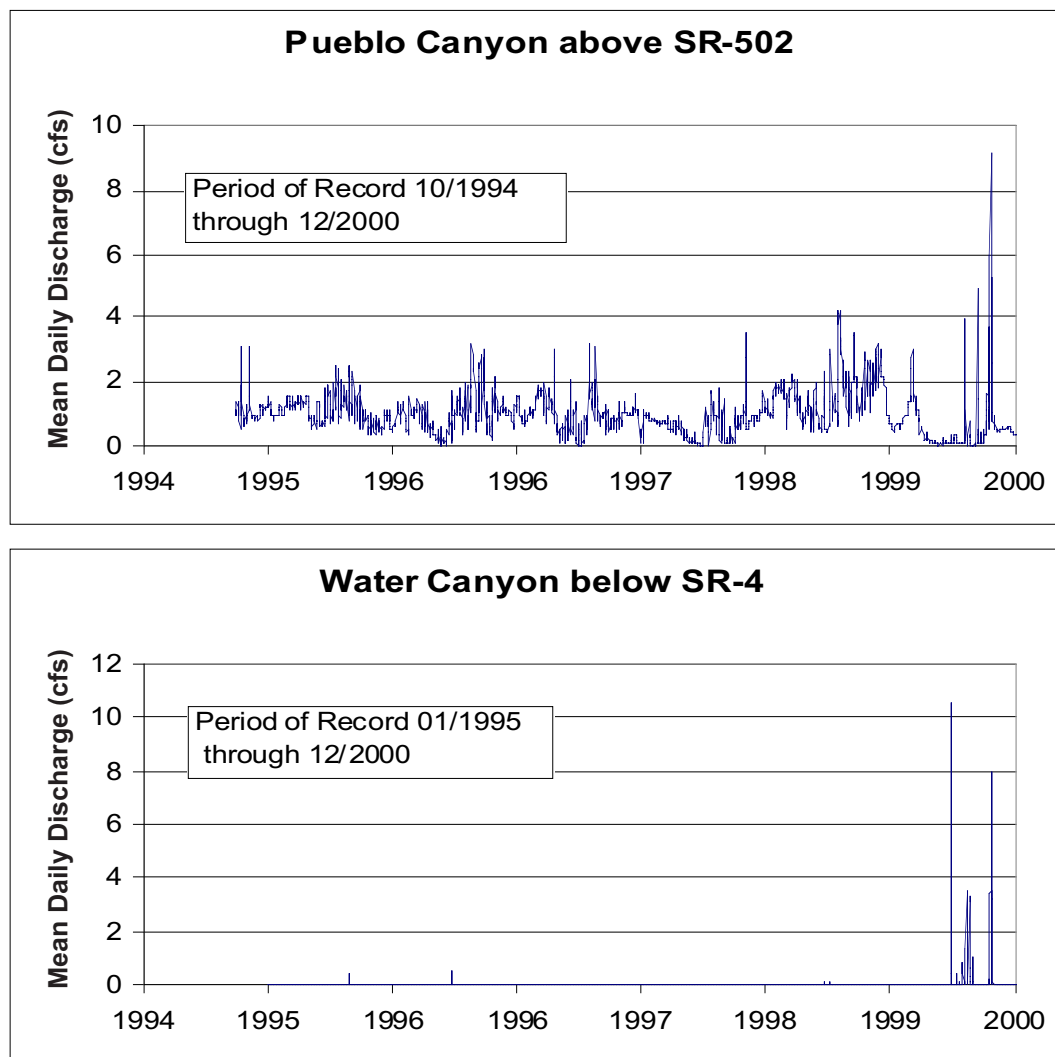 Pueblo Canyon above SR-502
Mean Daily Discharge (cfs)
10
8
6
4
2
0
Period of Record 10/1994
through 12/2000
1994 1995 1996 1996 1997 1998 1999 2000
Water Canyon below SR-4
Mean Daily Discharge (cfs)
12
10
8
6
4
2
0
Period of Record 01/1995
through 12/2000
1994 1995 1996 1996 1997 1998 1999 2000